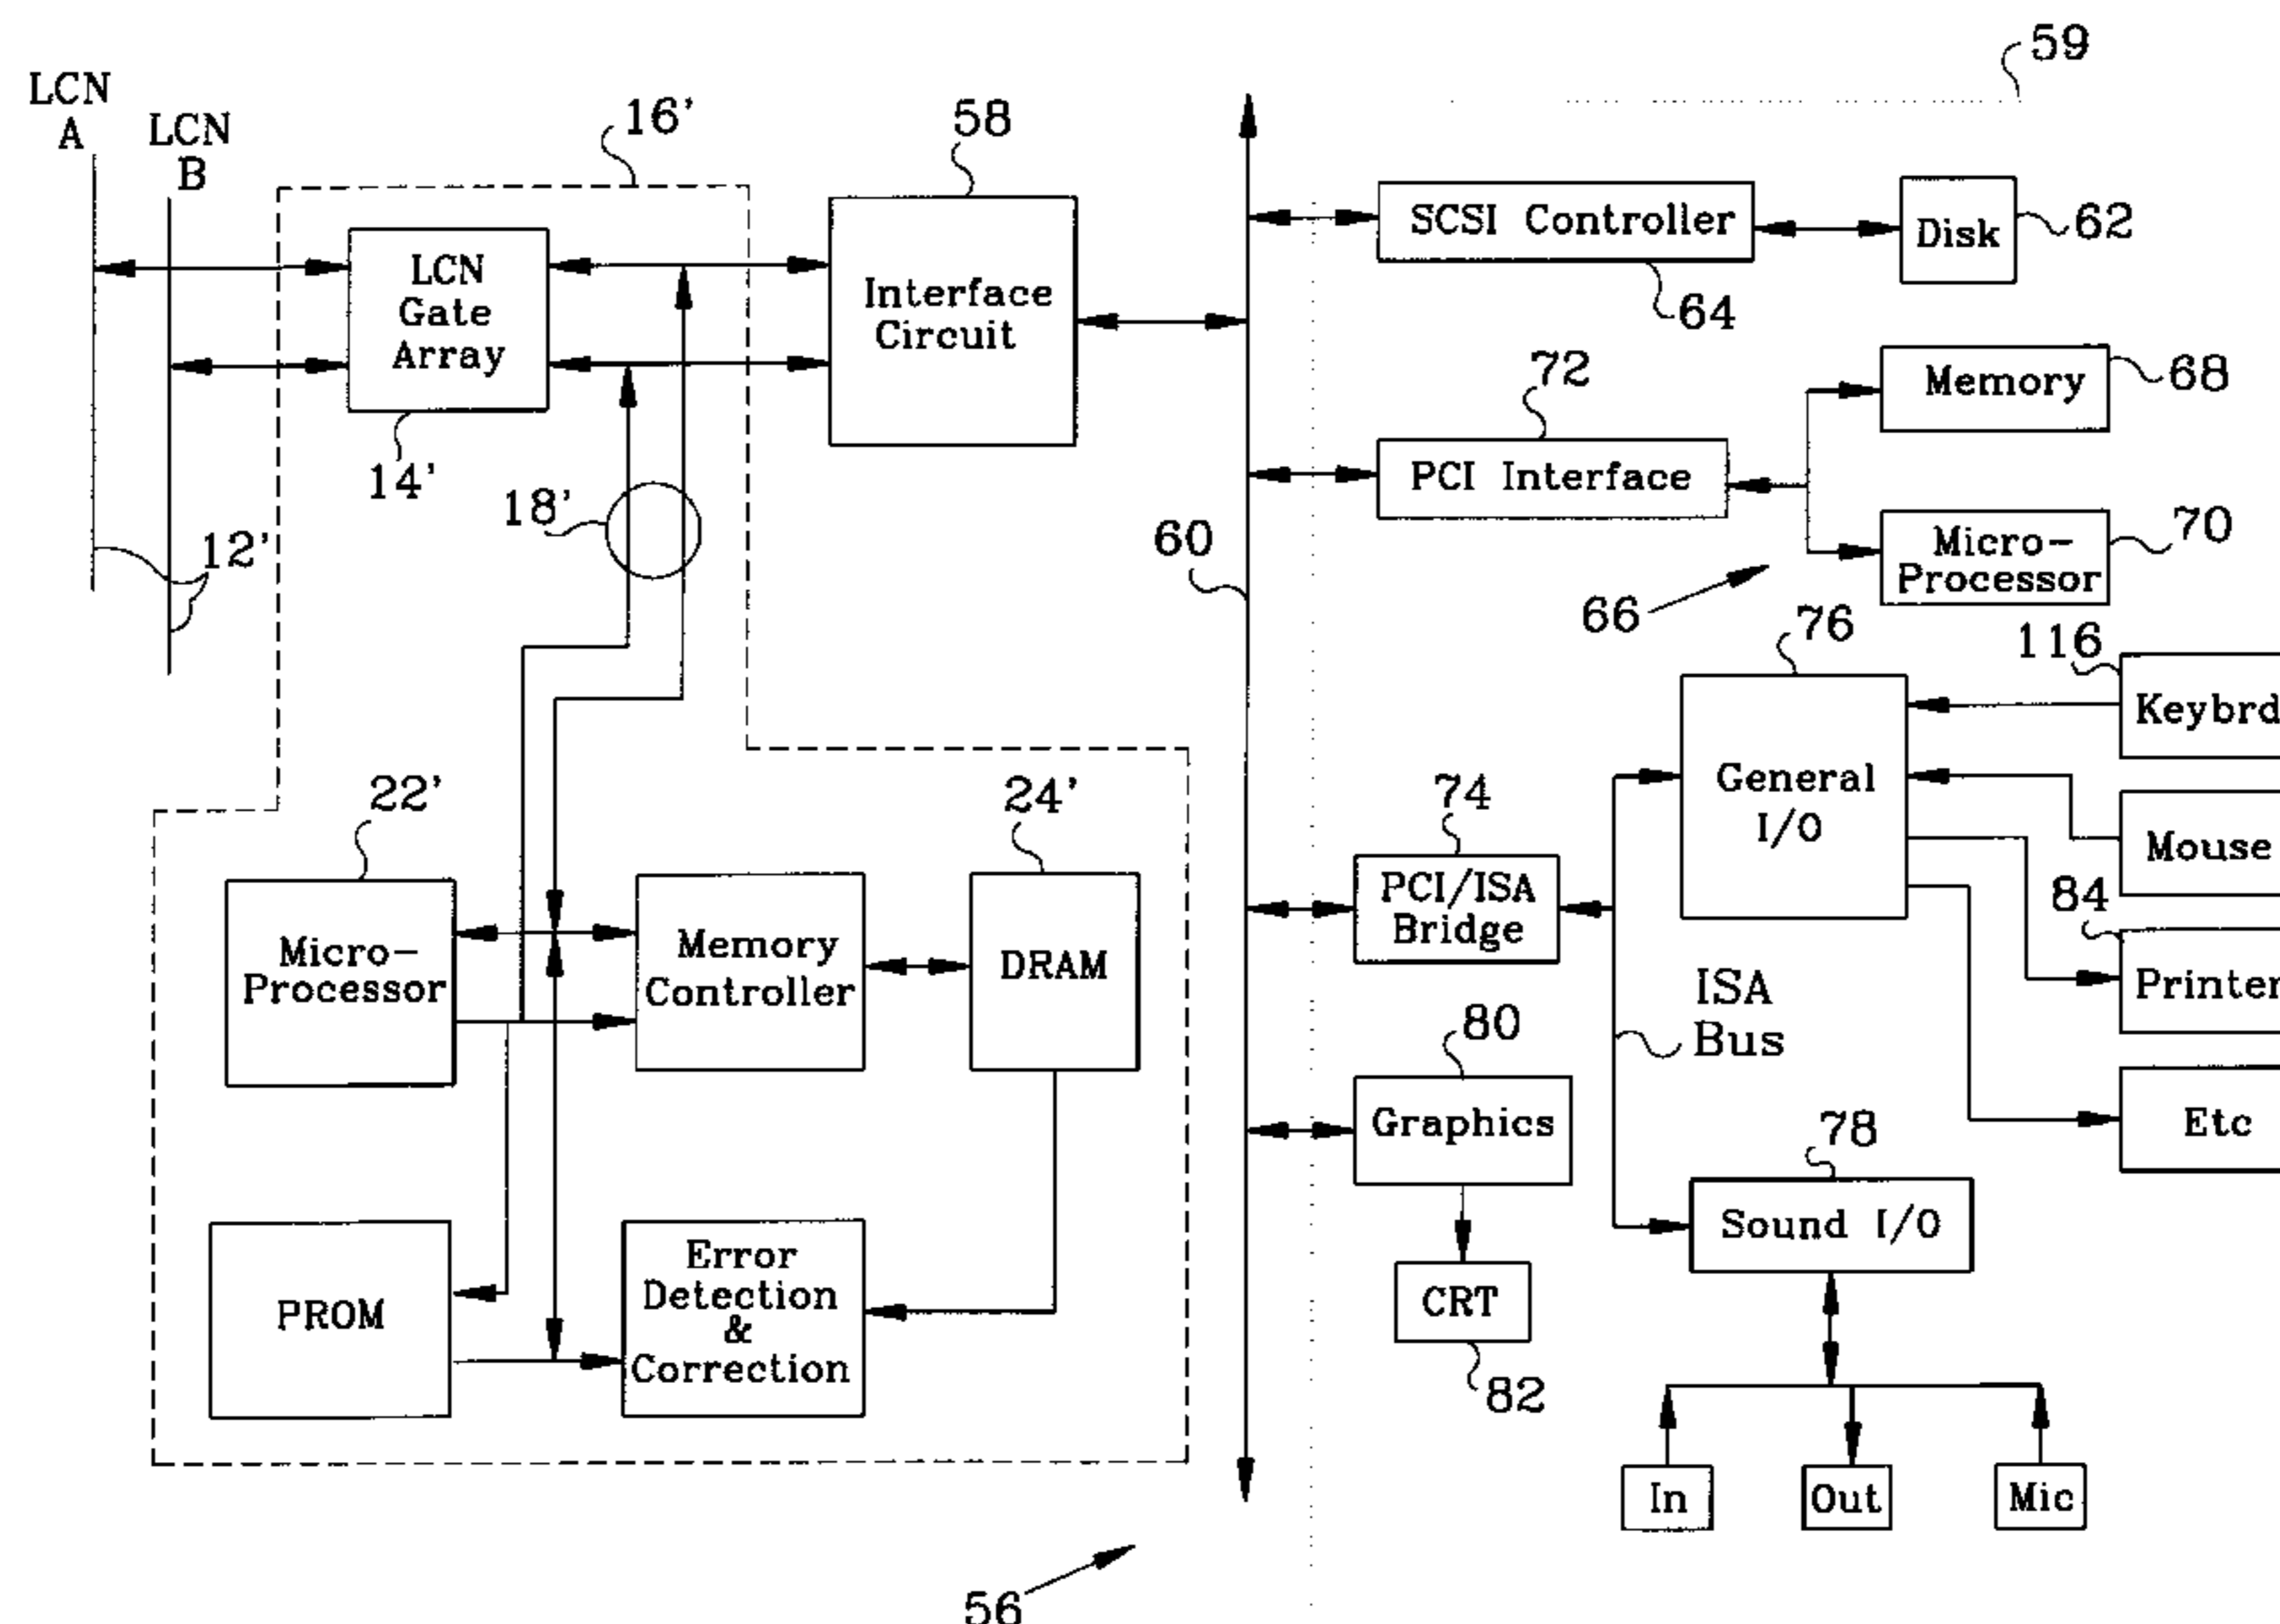 LCN
A
LCN
B
16'
58
59
LCN
Gate
Array
14'
Interface
Circuit
SCSI Controller
64
Disk
62
72
PCI Interface
Memory
68
Micro-
Processor
70
66
12'
18'
60
76
116
Keybrd
General
I/O
Mouse
84
Printer
Etc
22'
24'
74
Micro-
Processor
Memory
Controller
DRAM
PCI/ISA
Bridge
ISA
Bus
80
Graphics
78
Sound I/O
PROM
Error
Detection
&
Correction
CRT
82
In
Out
Mic
56